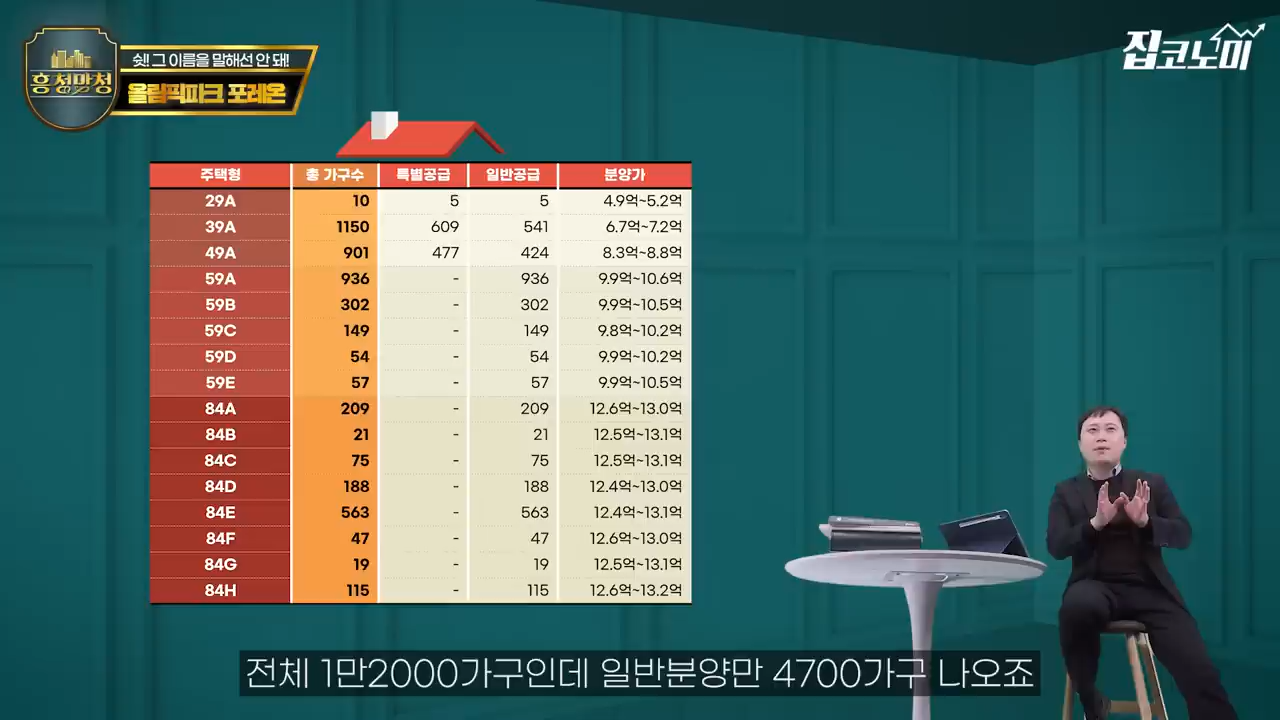 쉿! 그 이름을 말해선 안 돼!
흥청망청
올림픽파크 포레온
집코노미
주택형 총 가구수 특별공급 일반공급 분양가
29A 10 5 5 4.9억~5.2억
39A 1150 609 541 6.7억~7.2억
49A 901 477 424 8.3억~8.8억
59A 936 - 936 9.9억~10.6억
59B 302 - 302 9.9억~10.5억
59C 149 - 149 9.8억~10.2억
59D 54 - 54 9.9억~10.2억
59E 57 - 57 9.9억~10.5억
84A 209 - 209 12.6억~13.0억
84B 21 - 21 12.5억~13.1억
84C 75 - 75 12.5억~13.1억
84D 188 - 188 12.4억~13.0억
84E 563 - 563 12.4억~13.1억
84F 47 - 47 12.6억~13.0억
84G 19 - 19 12.5억~13.1억
84H 115 - 115 12.6억~13.2억
전체 1만2000가구인데 일반분양만 4700가구 나오죠